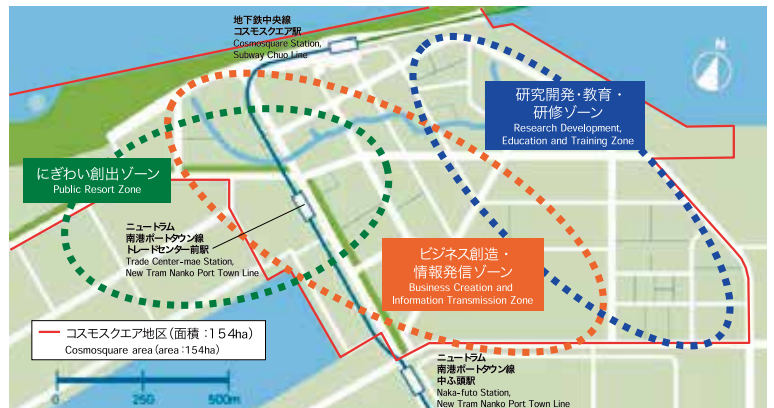 地下鉄中央線
コスモスクエア駅
Cosmosquare Station,
Subway Chuo Line
N
研究開発・教育・
研修ゾーン
Research Development,
Education and Training Zone
にぎわい創出ゾーン
Public Resort Zone
ニュートラム
南港ポートタウン線
トレードセンター前駅
Trade Center-mae Station,
New Tram Nanko Port Town Line
ビジネス創造・
情報発信ゾーン
Business Creation and
Information Transmission Zone
コスモスクエア地区(面積:154ha)
Cosmosquare area (area:154ha)
ニュートラム
南港ポートタウン線
中ふ頭駅
Naka-futo Station,
New Tram Nanko Port Town Line
0 250 500m